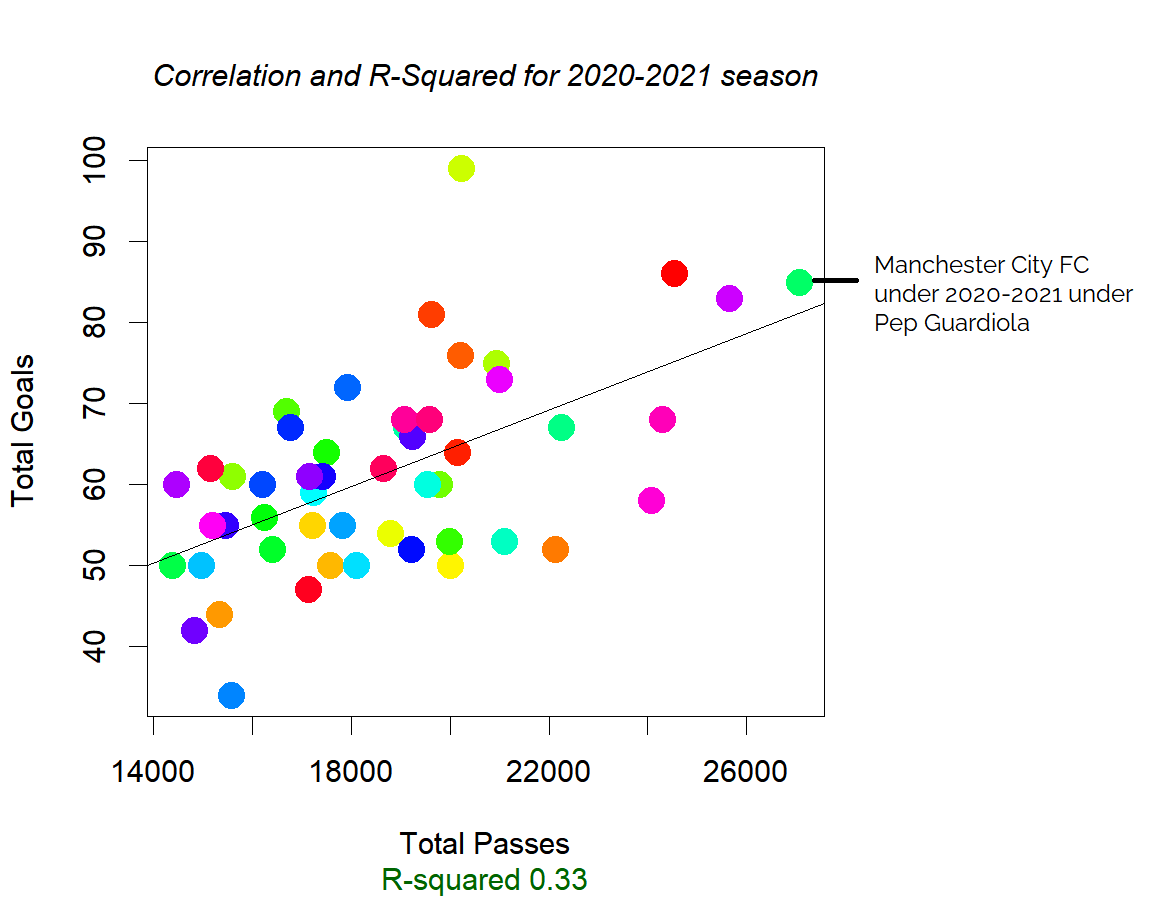 Correlation and R-Squared for 2020-2021 season
100
90
80
70
60
50
40
Total Goals
Manchester City FC
under 2020-2021 under
Pep Guardiola
14000 18000 22000 26000
Total Passes
R-squared 0.33